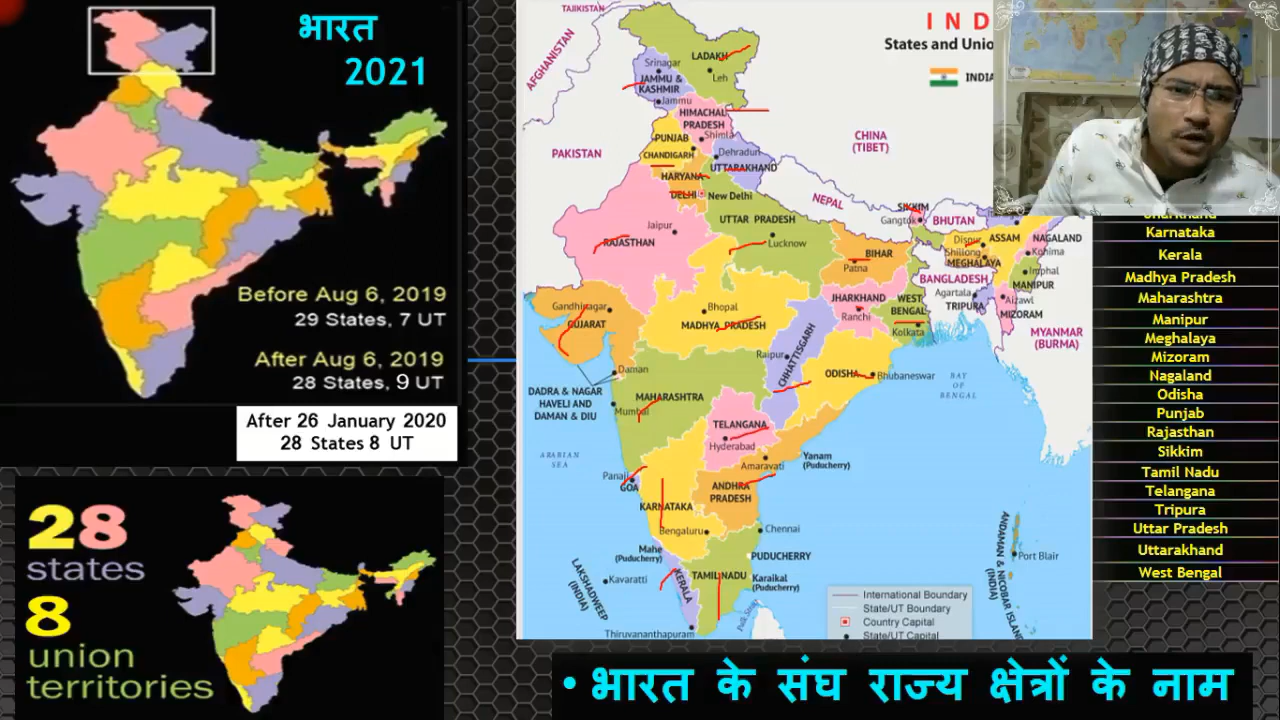 भारत
2021
Before Aug 6, 2019
29 States, 7 UT
After Aug 6, 2019
28 States, 9 UT
After 26 January 2020
28 States 8 UT
28
states
8
union
territories
IND
States and Unio
INDIA
TAJIKISTAN
AFGHANISTAN
PAKISTAN
CHINA
(TIBET)
NEPAL
BHUTAN
BANGLADESH
MYANMAR
(BURMA)
LADAKH
Leh
Srinagar
JAMMU &
KASHMIR
Jammu
HIMACHAL
PRADESH
Shimla
PUNJAB
CHANDIGARH
Dehradun
UTTARAKHAND
HARYANA
DELHI
New Delhi
UTTAR PRADESH
Lucknow
Jaipur
RAJASTHAN
SIKKIM
Gangtok
BIHAR
Patna
Dispur
ASSAM
Shillong
MEGHALAYA
NAGALAND
Kohima
Imphal
MANIPUR
Agartala
TRIPURA
Aizawl
MIZORAM
JHARKHAND
Ranchi
WEST
BENGAL
Kolkata
Gandhinagar
GUJARAT
Bhopal
MADHYA PRADESH
Raipur
CHHATTISGARH
ODISHA
Bhubaneswar
BAY
OF
BENGAL
Daman
DADRA & NAGAR
HAVELI AND
DAMAN & DIU
MAHARASHTRA
Mumbai
TELANGANA
Hyderabad
ARABIAN
SEA
Panaji
GOA
KARNATAKA
Bengaluru
Amaravati
ANDHRA
PRADESH
Yanam
(Puducherry)
Chennai
Mahe
(Puducherry)
PUDUCHERRY
LAKSHADWEEP
(INDIA)
Kavaratti
KERALA
TAMIL NADU
Karaikal
(Puducherry)
Thiruvananthapuram
Palk Strait
ANDAMAN & NICOBAR ISLAN
(INDIA)
Port Blair
International Boundary
State/UT Boundary
Country Capital
State/UT Capital
Jharkhand
Karnataka
Kerala
Madhya Pradesh
Maharashtra
Manipur
Meghalaya
Mizoram
Nagaland
Odisha
Punjab
Rajasthan
Sikkim
Tamil Nadu
Telangana
Tripura
Uttar Pradesh
Uttarakhand
West Bengal
• भारत के संघ राज्य क्षेत्रों के नाम